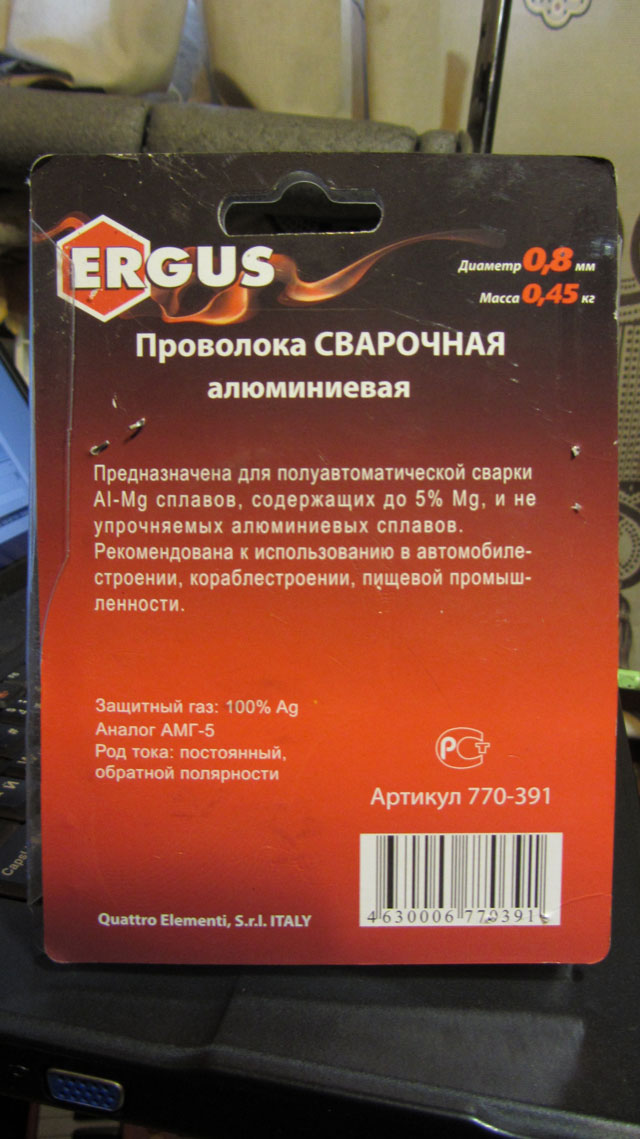 ERGUS
Диаметр 0,8 мм
Масса 0,45 кг
Проволока СВАРОЧНАЯ
алюминиевая
Предназначена для полуавтоматической сварки
Al-Mg сплавов, содержащих до 5% Mg, и не
упрочняемых алюминиевых сплавов.
Рекомендована к использованию в автомобиле-
строении, кораблестроении, пищевой промыш-
ленности.
Защитный газ: 100% Ag
Аналог АМГ-5
Род тока: постоянный,
обратной полярности
РСТ
Артикул 770-391
Quattro Elementi, S.r.l. ITALY
Caps